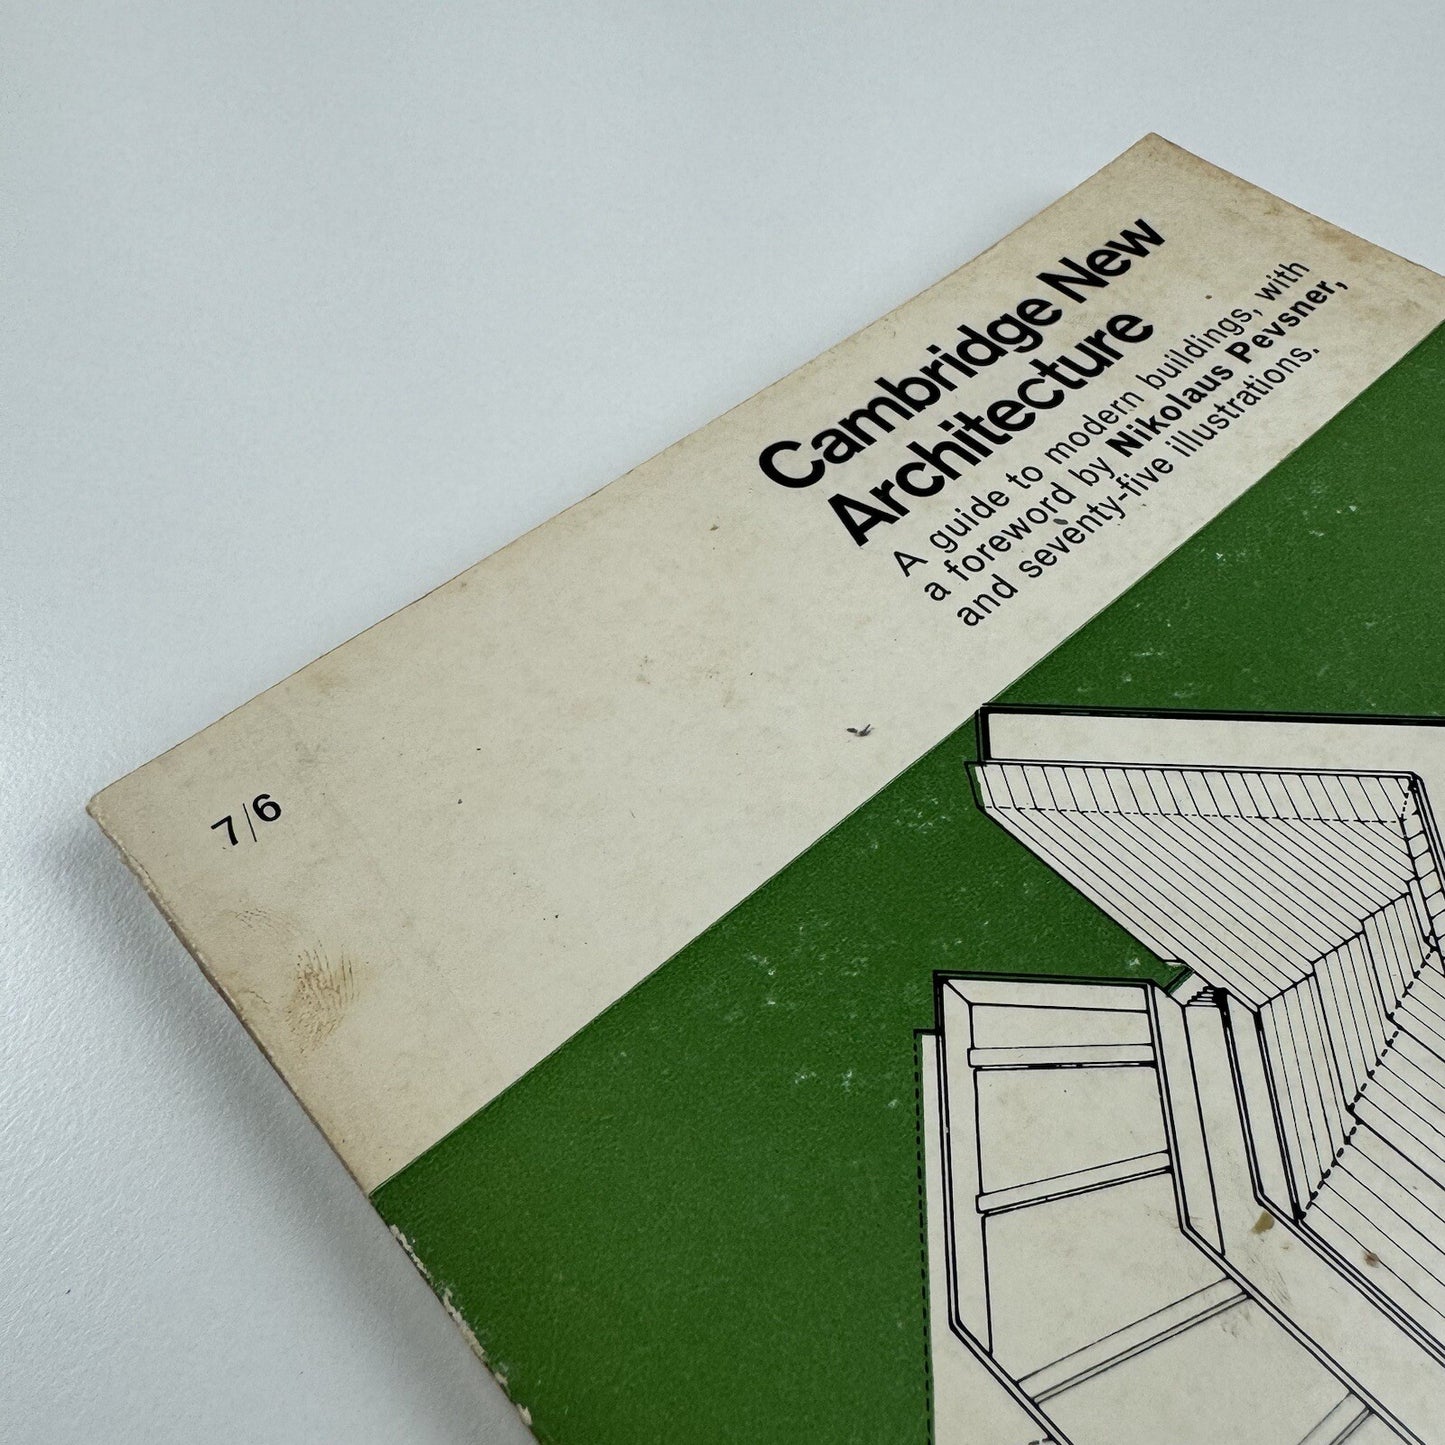 Cambridge New
Architecture
A guide to modern buildings, with
a foreword by Nikolaus Pevsner,
and seventy-five illustrations.
7/6